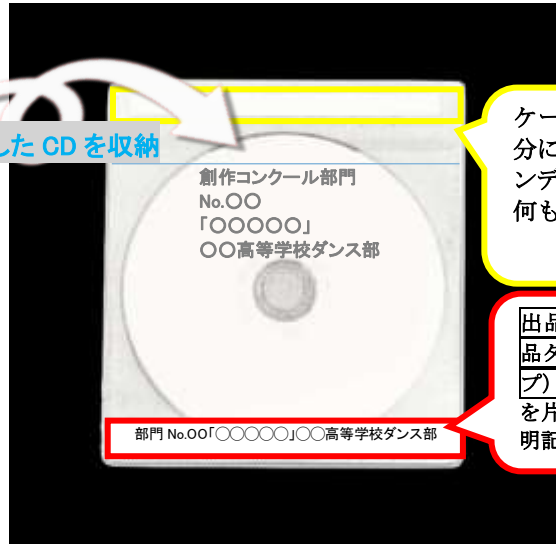 した CD を収納
創作コンクール部門
No.〇〇
「〇〇〇〇〇」
〇〇高等学校ダンス部
部門 No.〇〇「〇〇〇〇〇」〇〇高等学校ダンス部
ケー
分に
ンデ
何も
出品
品タ
プ)
を片
明記